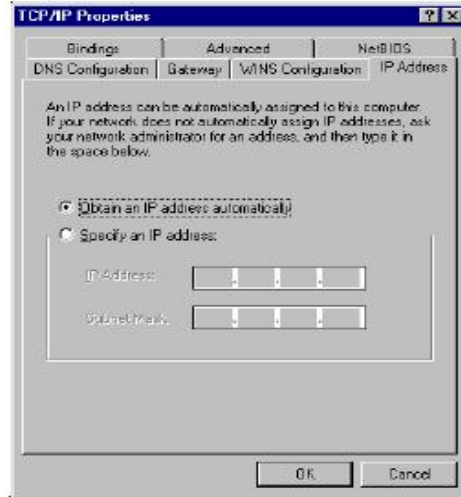 TCP/IP Properties
Bindings Advanced NetBIOS
DNS Configuration Gateway WINS Configuration IP Address
An IP address can be automatically assigned to this computer.
If your network does not automatically assign IP addresses, ask
your network administrator for an address, and then type it in
the space below.
Obtain an IP address automatically
Specify an IP address:
IP Address:
Subnet Mask:
OK Cancel